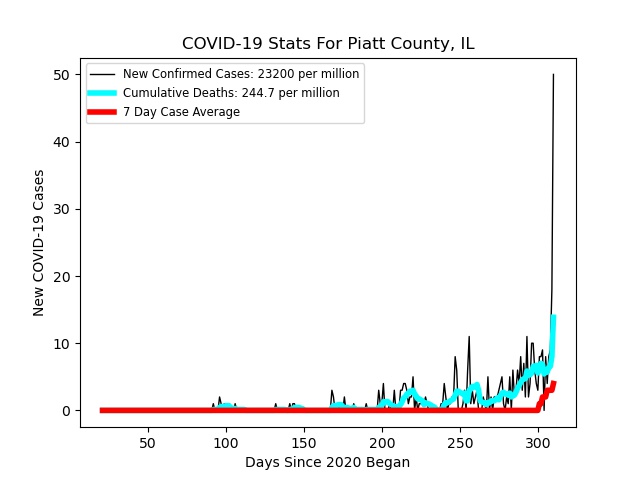 COVID-19 Stats For Piatt County, IL
New Confirmed Cases: 23200 per million
Cumulative Deaths: 244.7 per million
7 Day Case Average
New COVID-19 Cases
50
40
30
20
10
0
50 100 150 200 250 300
Days Since 2020 Began